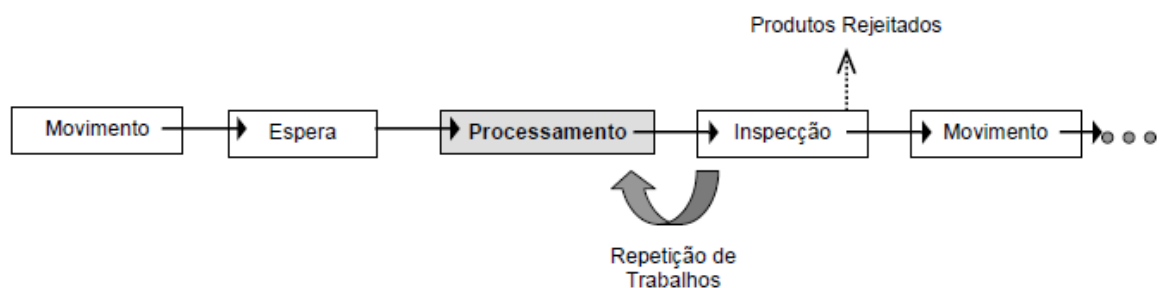 Produtos Rejeitados
Movimento
Espera
Processamento
Inspecção
Movimento
Repetição de
Trabalhos